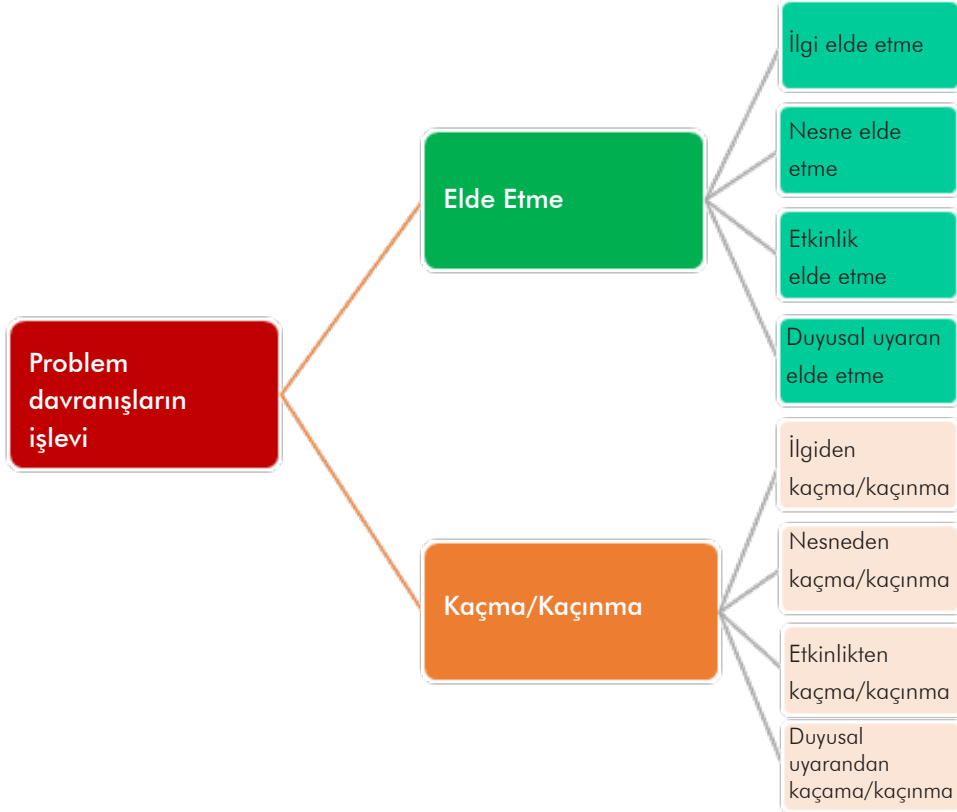 İlgi elde etme
Nesne elde
etme
Elde Etme
Etkinlik
elde etme
Duyusal uyaran
elde etme
Problem
davranışların
işlevi
İlgiden
kaçma/kaçınma
Nesneden
kaçma/kaçınma
Kaçma/Kaçınma
Etkinlikten
kaçma/kaçınma
Duyusal
uyarandan
kaçama/kaçınma